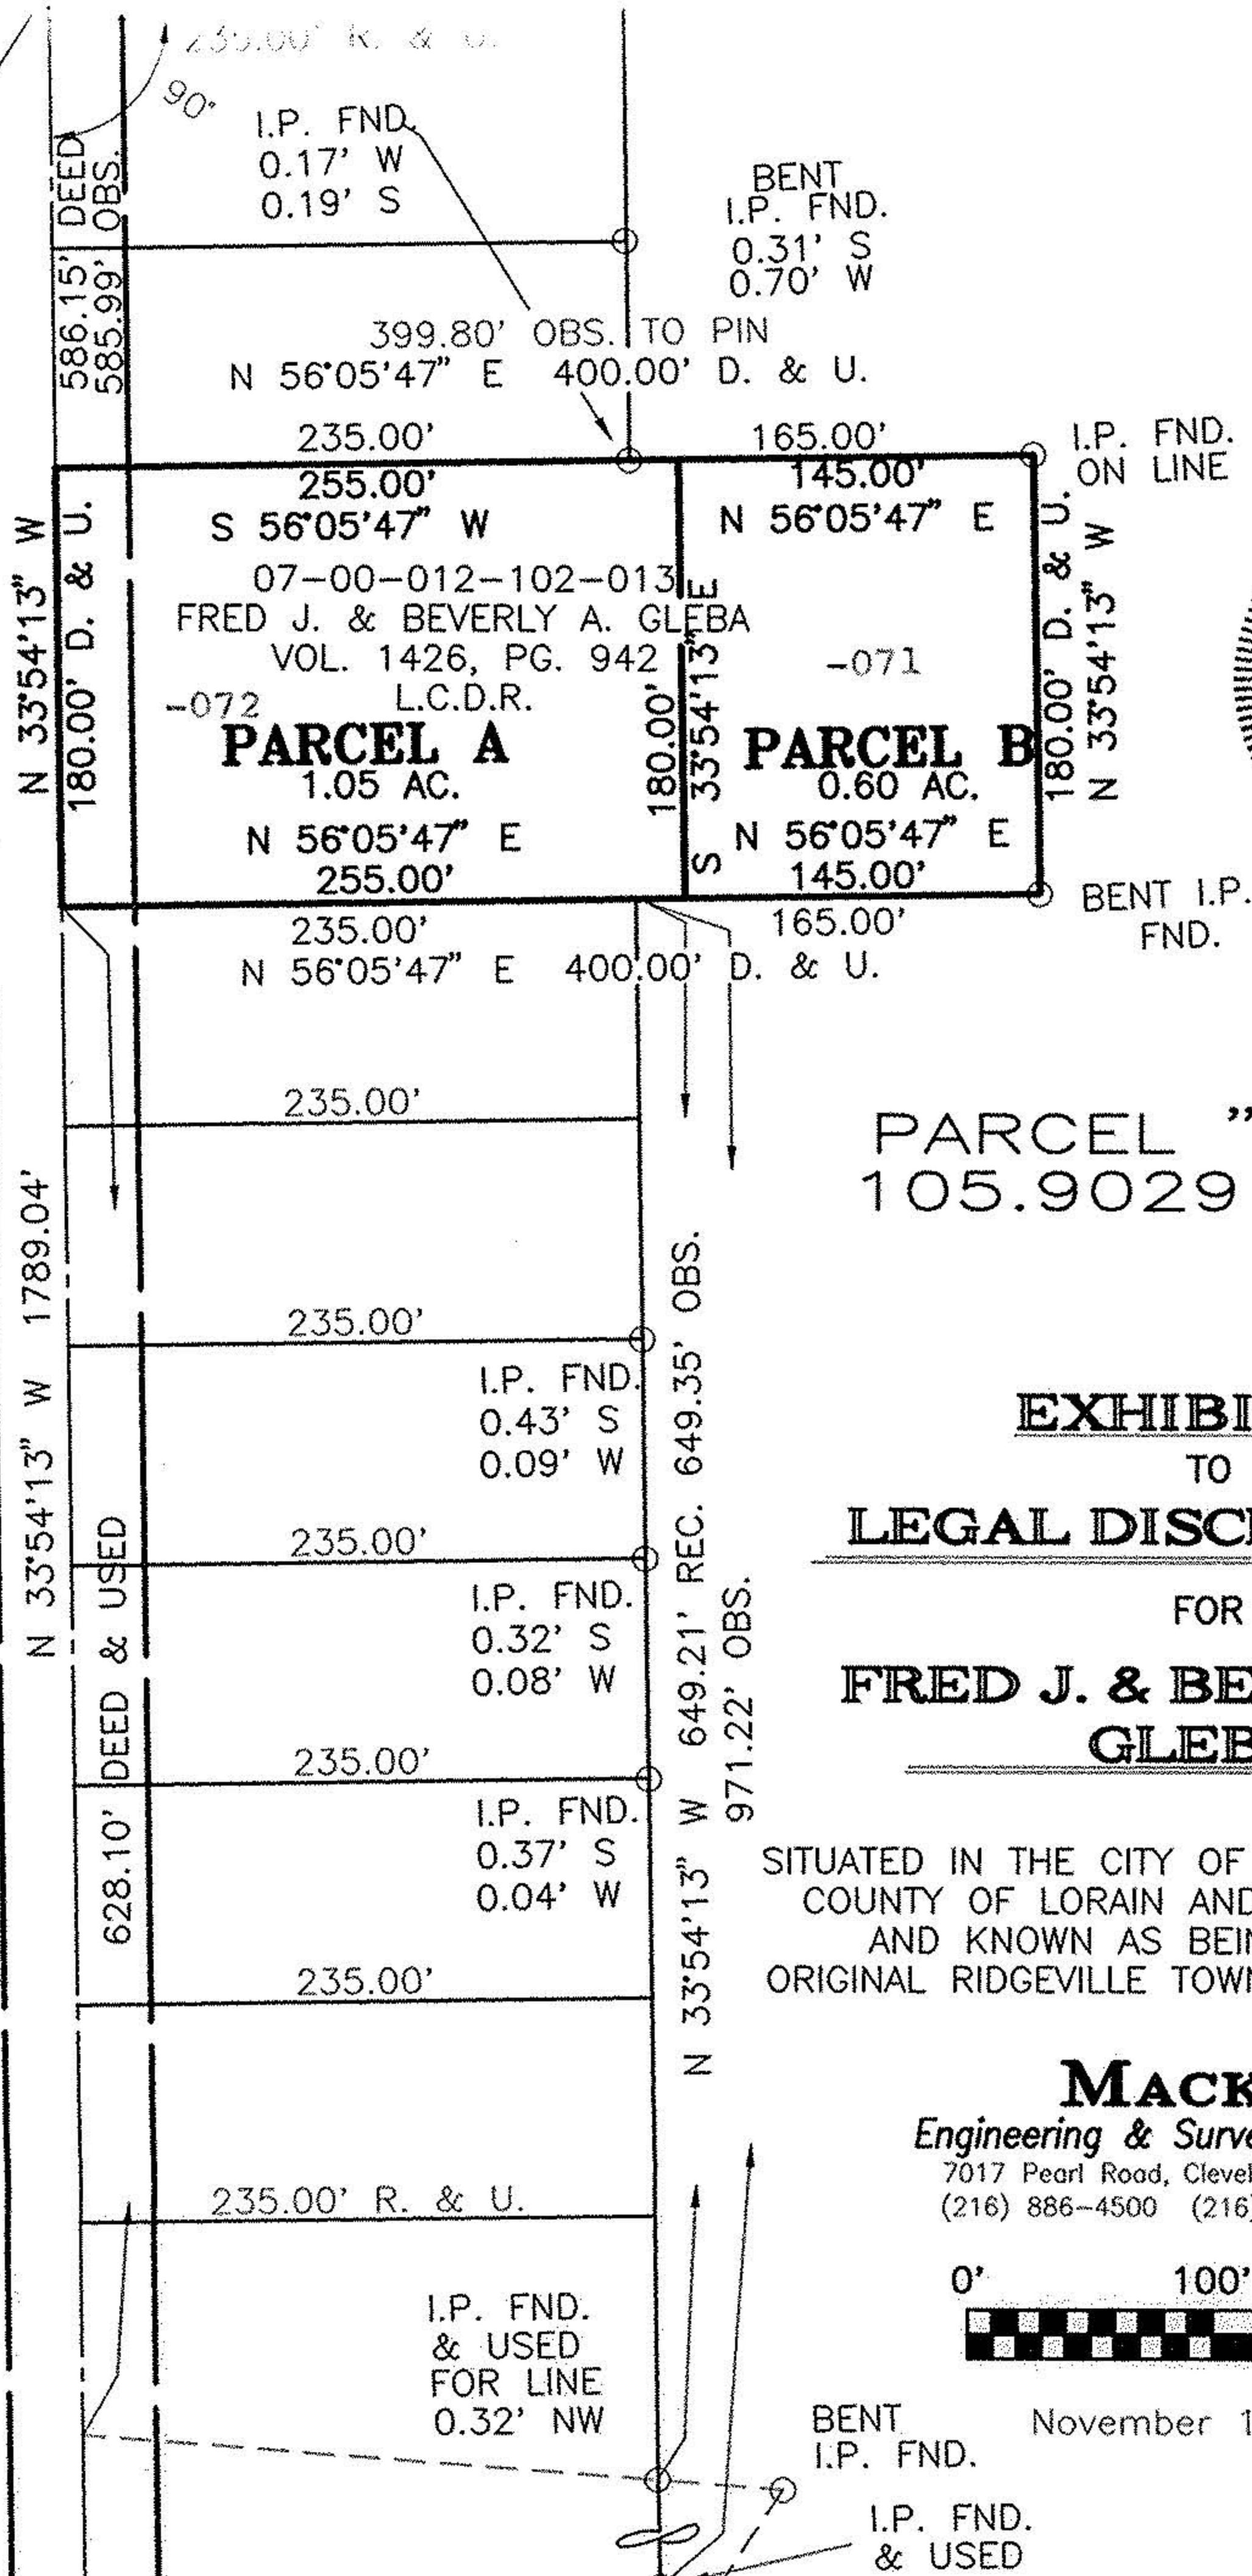 235.00' R. & U.
90°
I.P. FND.
0.17' W
0.19' S
BENT
I.P. FND.
0.31' S
0.70' W
586.15' DEED
585.99' OBS.
399.80' OBS. TO PIN
N 56°05'47" E 400.00' D. & U.
235.00'
165.00'
I.P. FND.
ON LINE
255.00'
S 56°05'47" W
145.00'
N 56°05'47" E
N 33°54'13" W
180.00' D. & U.
07-00-012-102-013
FRED J. & BEVERLY A. GLEBA
VOL. 1426, PG. 942
L.C.D.R.
-072
PARCEL A
1.05 AC.
N 56°05'47" E
255.00'
180.00'
S 33°54'13" E
-071
PARCEL B
0.60 AC.
N 56°05'47" E
145.00'
180.00' D. & U.
N 33°54'13" W
BENT I.P.
FND.
235.00'
165.00'
N 56°05'47" E 400.00' D. & U.
235.00'
PARCEL "
105.9029
N 33°54'13" W 1789.04'
235.00'
I.P. FND.
0.43' S
0.09' W
N 33°54'13" W 649.21' REC. 649.35' OBS.
971.22' OBS.
EXHIBI
TO
LEGAL DISC
FOR
FRED J. & BE
GLEB
235.00'
I.P. FND.
0.32' S
0.08' W
628.10' DEED & USED
235.00'
I.P. FND.
0.37' S
0.04' W
SITUATED IN THE CITY OF
COUNTY OF LORAIN AND
AND KNOWN AS BEIN
ORIGINAL RIDGEVILLE TOWN
235.00'
MACK
Engineering & Surve
7017 Pearl Road, Clevel
(216) 886-4500 (216)
235.00' R. & U.
0' 100'
I.P. FND.
& USED
FOR LINE
0.32' NW
BENT
I.P. FND.
November 1
I.P. FND.
& USED